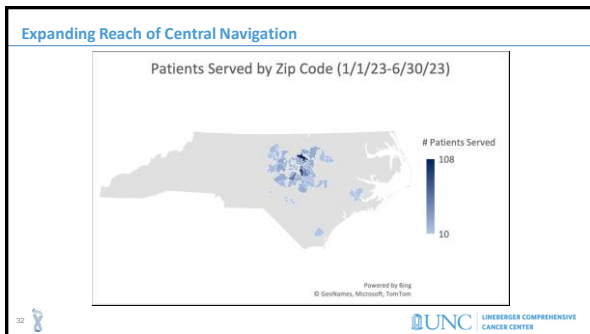 Expanding Reach of Central Navigation
Patients Served by Zip Code (1/1/23-6/30/23)
# Patients Served
108
10
Powered by Bing
© GeoNames, Microsoft, TomTom
32
UNC
LINEBERGER COMPREHENSIVE
CANCER CENTER